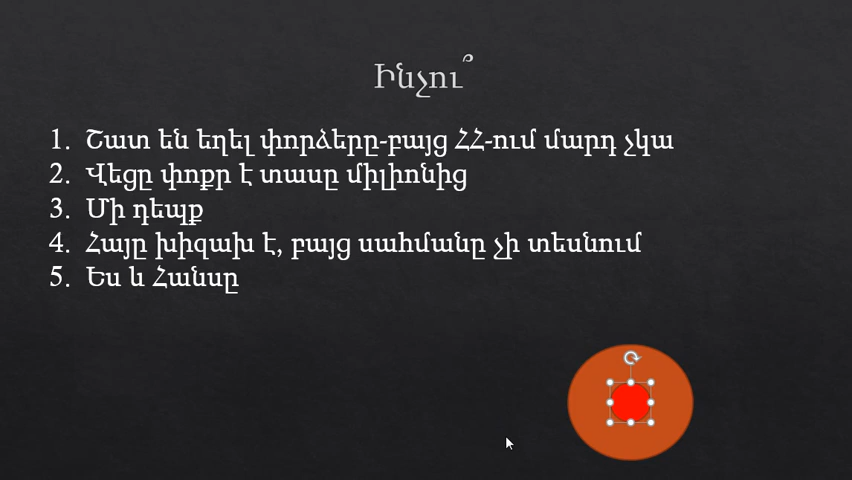 Ինչու՞
1. Շատ են եղել փորձերը-բայց ՀՀ-ում մարդ չկա
2. Վեցը փոքր է տասը միլիոնից
3. Մի դեպք
4. Հայը խիզախ է, բայց սահմանը չի տեսնում
5. Ես և Հանսը